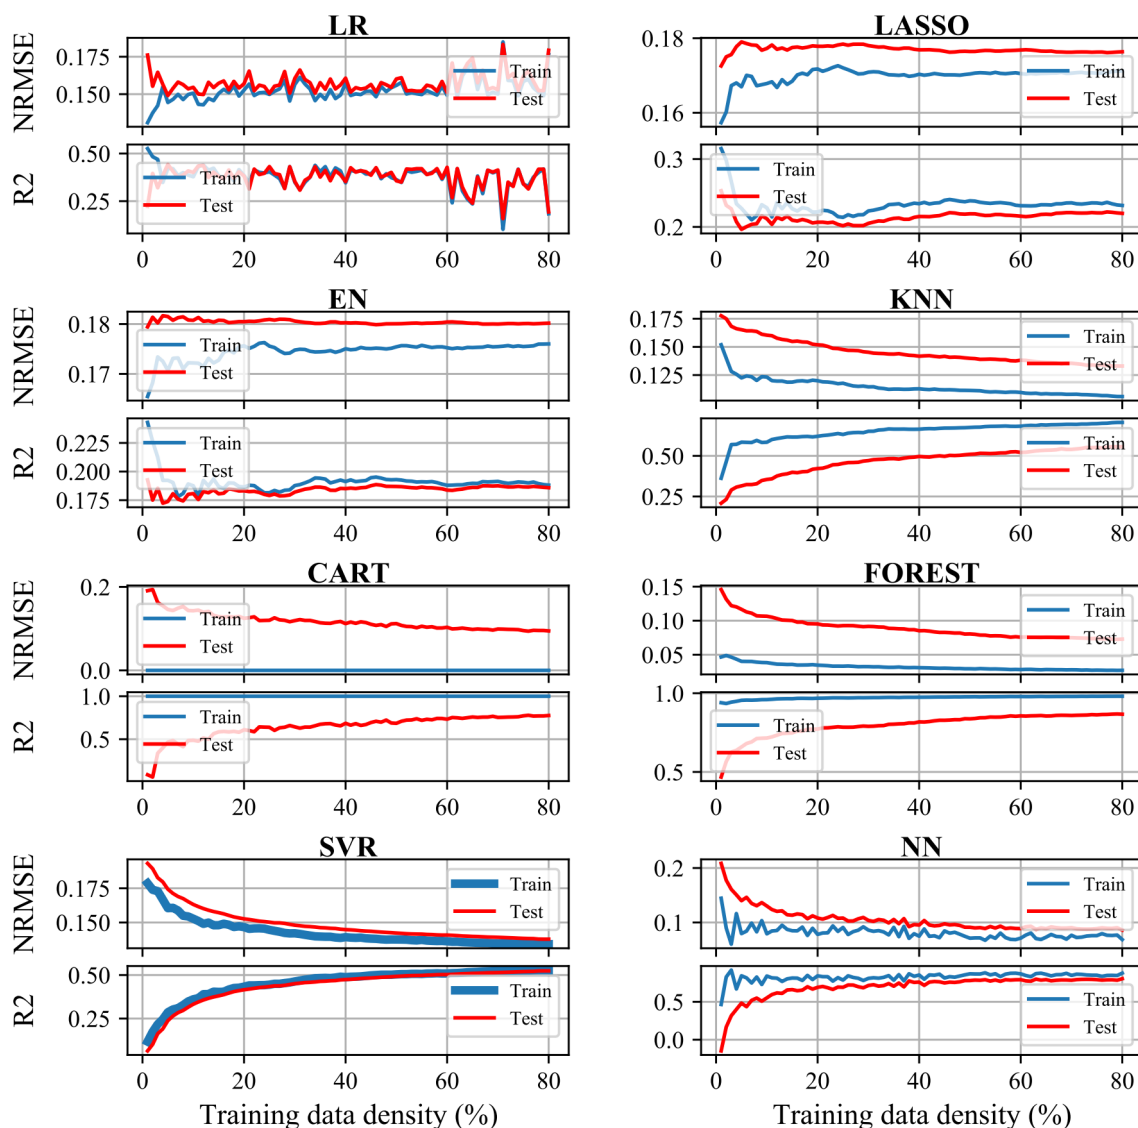 LR
NRMSE
0.175
0.150
Train
Test
R2
0.50
0.25
Train
Test
0 20 40 60 80
LASSO
0.18
0.16
Train
Test
0.3
0.2
Train
Test
0 20 40 60 80
EN
NRMSE
0.18
0.17
Train
Test
R2
0.225
0.200
0.175
Train
Test
0 20 40 60 80
KNN
0.175
0.150
0.125
Train
Test
0.50
0.25
Train
Test
0 20 40 60 80
CART
NRMSE
0.2
0.0
Train
Test
R2
1.0
0.5
Train
Test
0 20 40 60 80
FOREST
0.15
0.10
0.05
Train
Test
1.0
0.5
Train
Test
0 20 40 60 80
SVR
NRMSE
0.175
0.150
Train
Test
R2
0.50
0.25
Train
Test
0 20 40 60 80
Training data density (%)
NN
0.2
0.1
Train
Test
0.5
0.0
Train
Test
0 20 40 60 80
Training data density (%)